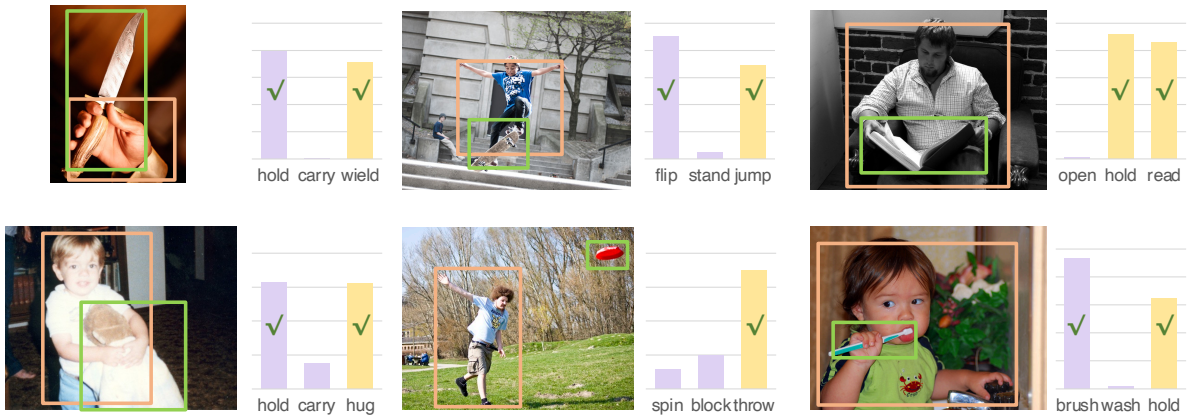 hold carry wield
flip stand jump
open hold read
hold carry hug
spin block throw
brush wash hold